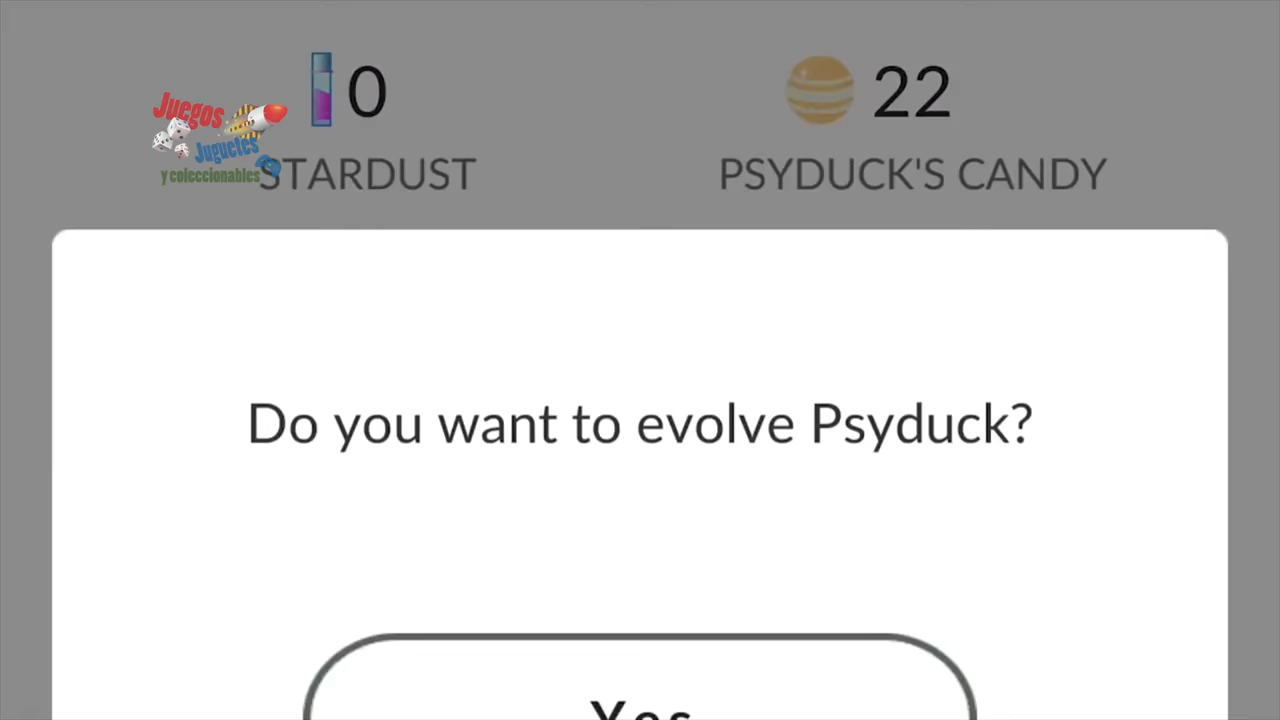 0
22
Juegos
Juguetes
y coleccionables
STARDUST
PSYDUCK'S CANDY
Do you want to evolve Psyduck?
Yes